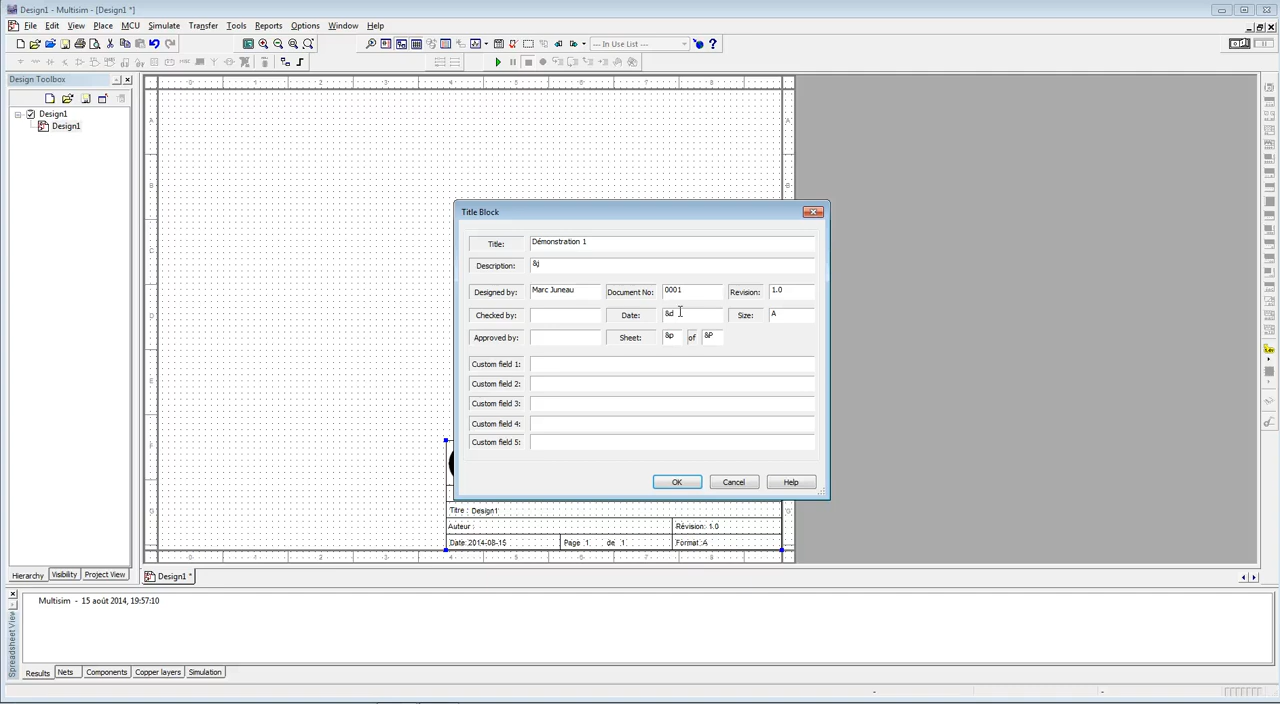 Design1 - Multisim - [Design1 *]
File Edit View Place MCU Simulate Transfer Tools Reports Options Window Help
--- In Use List ---
Design Toolbox
Design1
Design1
Title Block
Title: Démonstration 1
Description: &j
Designed by: Marc Juneau Document No: 0001 Revision: 1.0
Checked by: Date: &d Size: A
Approved by: Sheet: &p of &P
Custom field 1:
Custom field 2:
Custom field 3:
Custom field 4:
Custom field 5:
OK Cancel Help
Titre : Design1
Auteur : Révision: 1.0
Date: 2014-08-15 Page 1 de 1 Format: A
Hierarchy Visibility Project View
Design1 *
Multisim - 15 août 2014, 19:57:10
Spreadsheet View
Results Nets Components Copper layers Simulation